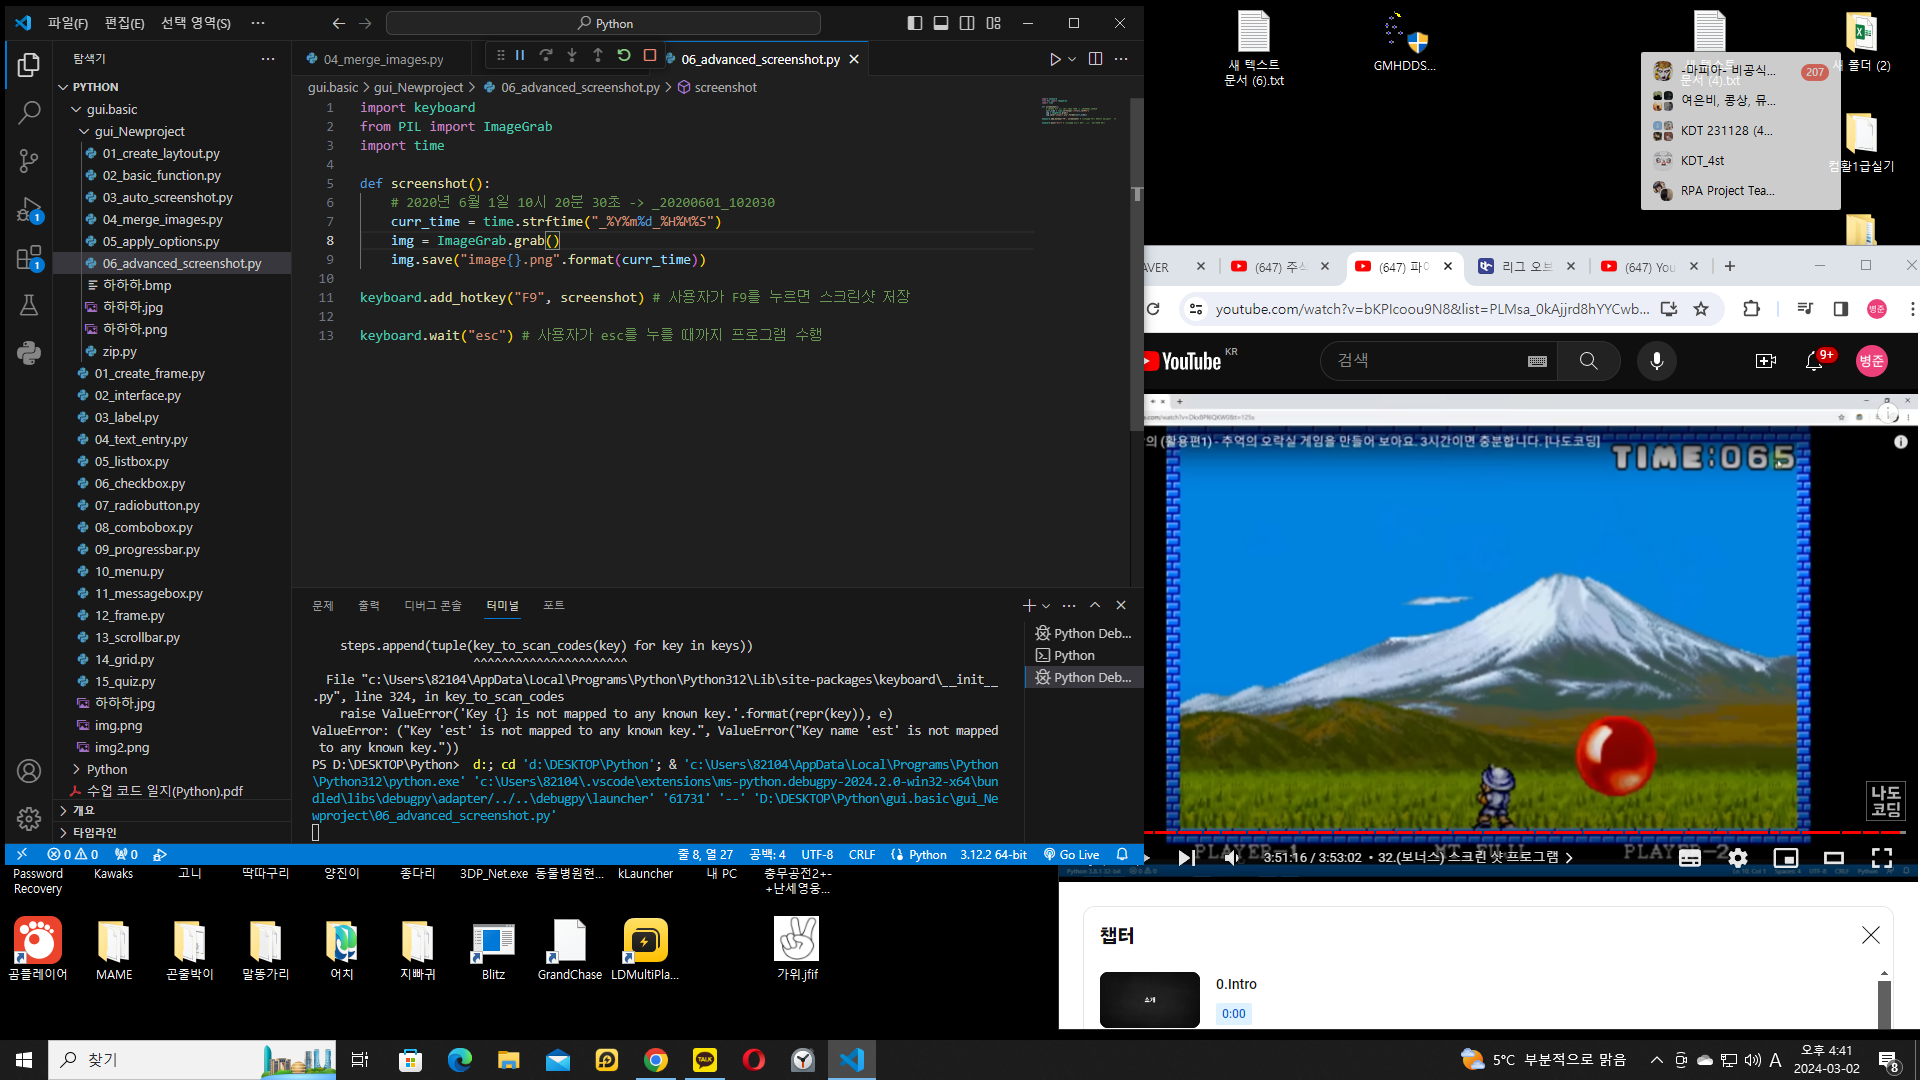 파일(F) 편집(E) 선택 영역(S) ···
Python
탐색기
PYTHON
gui.basic
gui_Newproject
01_create_laytout.py
02_basic_function.py
03_auto_screenshot.py
04_merge_images.py
05_apply_options.py
06_advanced_screenshot.py
하하하.bmp
하하하.jpg
하하하.png
zip.py
01_create_frame.py
02_interface.py
03_label.py
04_text_entry.py
05_listbox.py
06_checkbox.py
07_radiobutton.py
08_combobox.py
09_progressbar.py
10_menu.py
11_messagebox.py
12_frame.py
13_scrollbar.py
14_grid.py
15_quiz.py
하하하.jpg
img.png
img2.png
Python
수업 코드 일지(Python).pdf
개요
타임라인
1
1
04_merge_images.py
06_advanced_screenshot.py
gui.basic > gui_Newproject > 06_advanced_screenshot.py > screenshot
1 import keyboard
2 from PIL import ImageGrab
3 import time
4
5 def screenshot():
6 # 2020년 6월 1일 10시 20분 30초 -> _20200601_102030
7 curr_time = time.strftime("_%Y%m%d_%H%M%S")
8 img = ImageGrab.grab()
9 img.save("image{}.png".format(curr_time))
10
11 keyboard.add_hotkey("F9", screenshot) # 사용자가 F9를 누르면 스크린샷 저장
12
13 keyboard.wait("esc") # 사용자가 esc를 누를 때까지 프로그램 수행
문제 출력 디버그 콘솔 터미널 포트
steps.append(tuple(key_to_scan_codes(key) for key in keys))
^^^^^^^^^^^^^^^^^^^^^^
File "c:\Users\82104\AppData\Local\Programs\Python\Python312\Lib\site-packages\keyboard\__init__
.py", line 324, in key_to_scan_codes
raise ValueError('Key {} is not mapped to any known key.'.format(repr(key)), e)
ValueError: ("Key 'est' is not mapped to any known key.", ValueError("Key name 'est' is not mapped
to any known key."))
PS D:\DESKTOP\Python> d:; cd 'd:\DESKTOP\Python'; & 'c:\Users\82104\AppData\Local\Programs\Python
\Python312\python.exe' 'c:\Users\82104\.vscode\extensions\ms-python.debugpy-2024.2.0-win32-x64\bun
dled\libs\debugpy\adapter/../..\debugpy\launcher' '61731' '--' 'D:\DESKTOP\Python\gui.basic\gui_Ne
wproject\06_advanced_screenshot.py'
Python Deb...
Python
Python Deb...
0 0 0
줄 8, 열 27 공백: 4 UTF-8 CRLF Python 3.12.2 64-bit Go Live
새 텍스트
문서 (6).txt
GMHDDS...
새 텍스트
문서 (4).txt
새 폴더 (2)
컴활1급실기
-마피아- 비공식... 207
여은비, 콩상, 뮤...
KDT 231128 (4...
KDT_4st
RPA Project Tea...
AVER
(647) 주식
(647) 파이
리그 오브
(647) You
youtube.com/watch?v=bKPIcoou9N8&list=PLMsa_0kAjjrd8hYYCwb...
병준
YouTube KR
검색
9+
병준
의 (활용편1) - 추억의 오락실 게임을 만들어 보아요. 3시간이면 충분합니다. [나도코딩]
TIME:065
나도
코딩
PLAYER-1
MT.FUJI
PLAYER-2
3:51:16 / 3:53:02 • 32.(보너스) 스크린 샷 프로그램 >
챕터
소개
0.Intro
0:00
Password
Recovery
Kawaks
고니
딱따구리
양진이
종다리
3DP_Net.exe
동물병원현...
kLauncher
내 PC
충무공전2+-
+난세영웅...
곰플레이어
MAME
곤줄박이
말똥가리
어치
지빠귀
Blitz
GrandChase
LDMultiPla...
가위.jfif
찾기
TALK
5°C 부분적으로 맑음
A
오후 4:41
2024-03-02
8